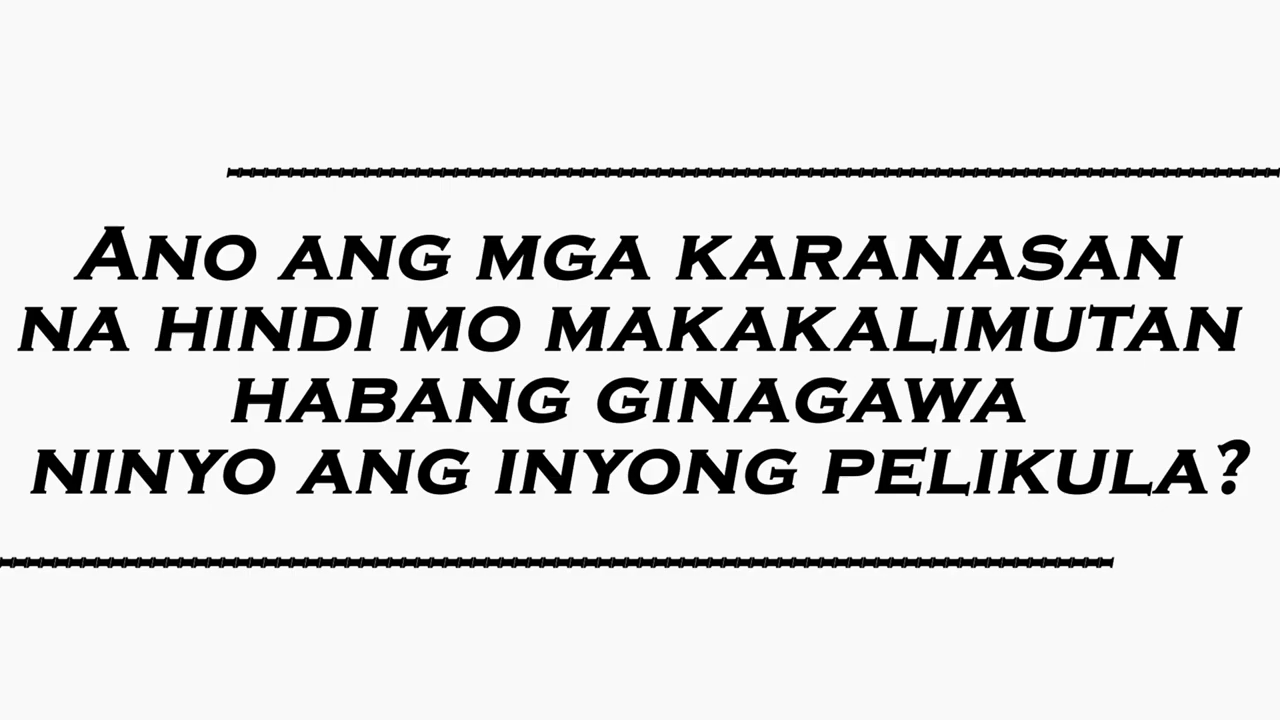 Ano ang mga karanasan
na hindi mo makakalimutan
habang ginagawa
ninyo ang inyong pelikula?